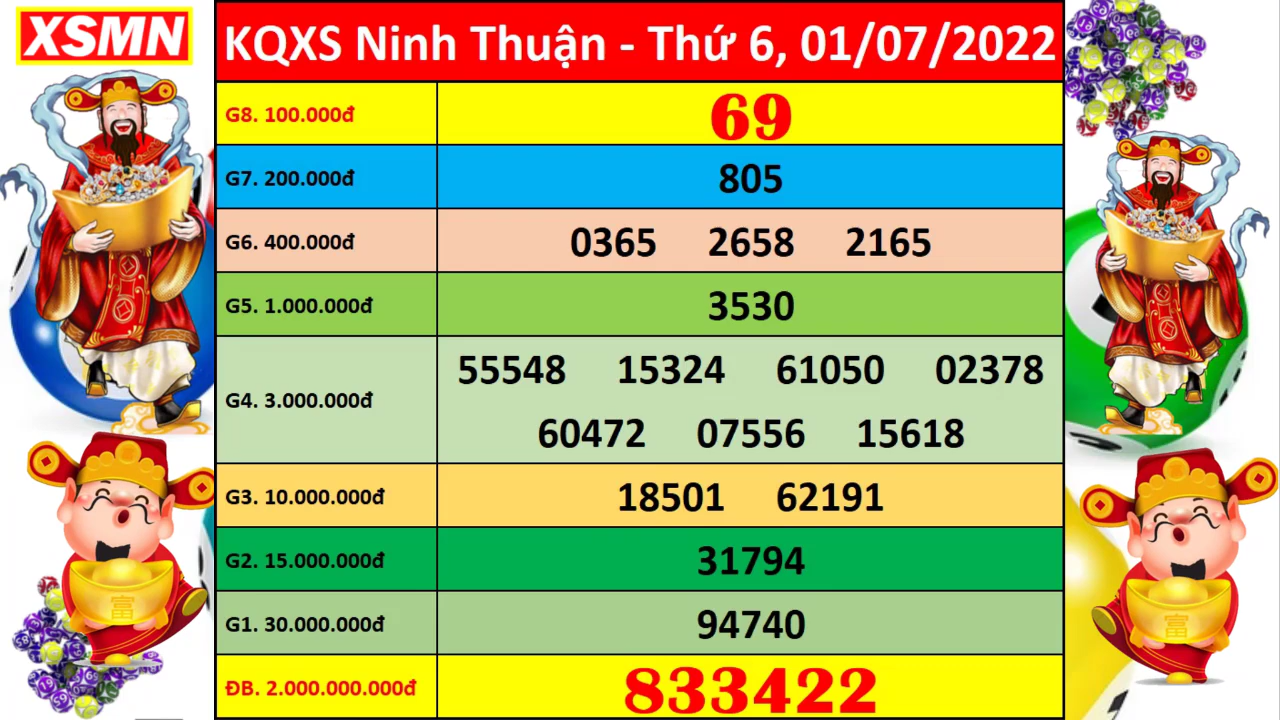 XSMN
KQXS Ninh Thuận - Thứ 6, 01/07/2022
G8. 100.000đ 69
G7. 200.000đ 805
G6. 400.000đ 0365 2658 2165
G5. 1.000.000đ 3530
G4. 3.000.000đ 55548 15324 61050 02378
60472 07556 15618
G3. 10.000.000đ 18501 62191
G2. 15.000.000đ 31794
G1. 30.000.000đ 94740
ĐB. 2.000.000.000đ 833422
富
富